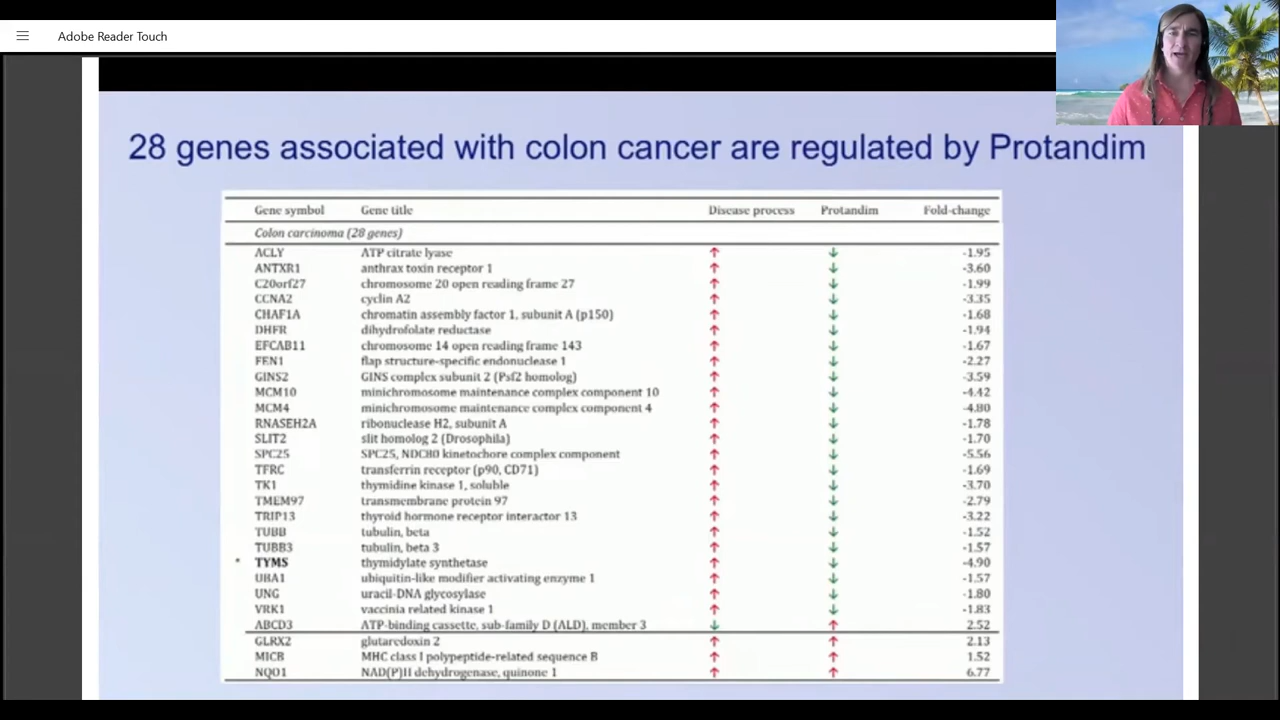 Adobe Reader Touch
28 genes associated with colon cancer are regulated by Protandim
Gene symbol Gene title Disease process Protandim Fold-change
Colon carcinoma (28 genes)
ACLY ATP citrate lyase ↑ ↓ -1.95
ANTXR1 anthrax toxin receptor 1 ↑ ↓ -3.60
C20orf27 chromosome 20 open reading frame 27 ↑ ↓ -1.99
CCNA2 cyclin A2 ↑ ↓ -3.35
CHAF1A chromatin assembly factor 1, subunit A (p150) ↑ ↓ -1.68
DHFR dihydrofolate reductase ↑ ↓ -1.94
EFCAB11 chromosome 14 open reading frame 143 ↑ ↓ -1.67
FEN1 flap structure-specific endonuclease 1 ↑ ↓ -2.27
GINS2 GINS complex subunit 2 (Psf2 homolog) ↑ ↓ -3.59
MCM10 minichromosome maintenance complex component 10 ↑ ↓ -4.42
MCM4 minichromosome maintenance complex component 4 ↑ ↓ -4.80
RNASEH2A ribonuclease H2, subunit A ↑ ↓ -1.78
SLIT2 slit homolog 2 (Drosophila) ↑ ↓ -1.70
SPC25 SPC25, NDC80 kinetochore complex component ↑ ↓ -5.56
TFRC transferrin receptor (p90, CD71) ↑ ↓ -1.69
TK1 thymidine kinase 1, soluble ↑ ↓ -3.70
TMEM97 transmembrane protein 97 ↑ ↓ -2.79
TRIP13 thyroid hormone receptor interactor 13 ↑ ↓ -3.22
TUBB tubulin, beta ↑ ↓ -1.52
TUBB3 tubulin, beta 3 ↑ ↓ -1.57
* TYMS thymidylate synthetase ↑ ↓ -4.90
UBA1 ubiquitin-like modifier activating enzyme 1 ↑ ↓ -1.57
UNG uracil-DNA glycosylase ↑ ↓ -1.80
VRK1 vaccinia related kinase 1 ↑ ↓ -1.83
ABCD3 ATP-binding cassette, sub-family D (ALD), member 3 ↓ ↑ 2.52
GLRX2 glutaredoxin 2 ↑ ↑ 2.13
MICB MHC class I polypeptide-related sequence B ↑ ↑ 1.52
NQO1 NAD(P)H dehydrogenase, quinone 1 ↑ ↑ 6.77